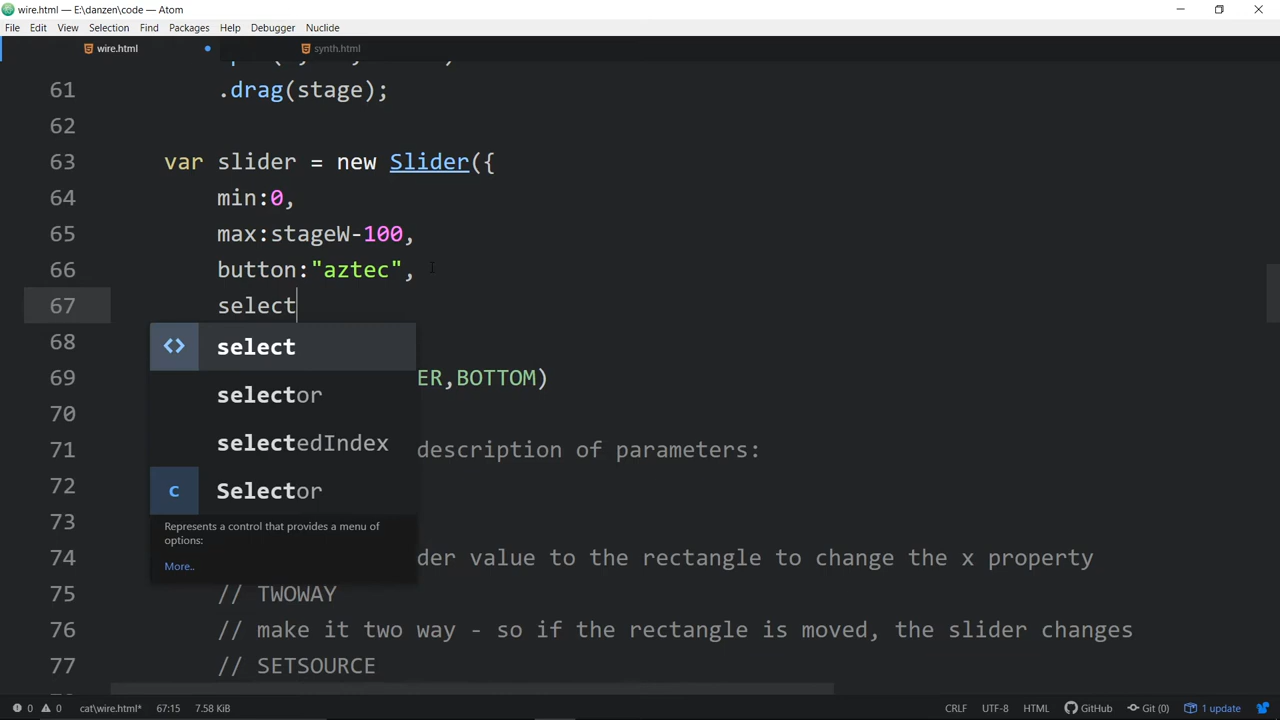 wire.html — E:\danzen\code — Atom
File Edit View Selection Find Packages Help Debugger Nuclide
wire.html synth.html
61 .drag(stage);
62
63 var slider = new Slider({
64 min:0,
65 max:stageW-100,
66 button:"aztec",
67 select
68 <> select
69 ER,BOTTOM)
70 selector
71 description of parameters:
selectedIndex
72
c Selector
73
Represents a control that provides a menu of
options:
74 der value to the rectangle to change the x property
More..
75 // TWOWAY
76 // make it two way - so if the rectangle is moved, the slider changes
77 // SETSOURCE
0 0 cat\wire.html* 67:15 7.58 KiB CRLF UTF-8 HTML GitHub Git (0) 1 update